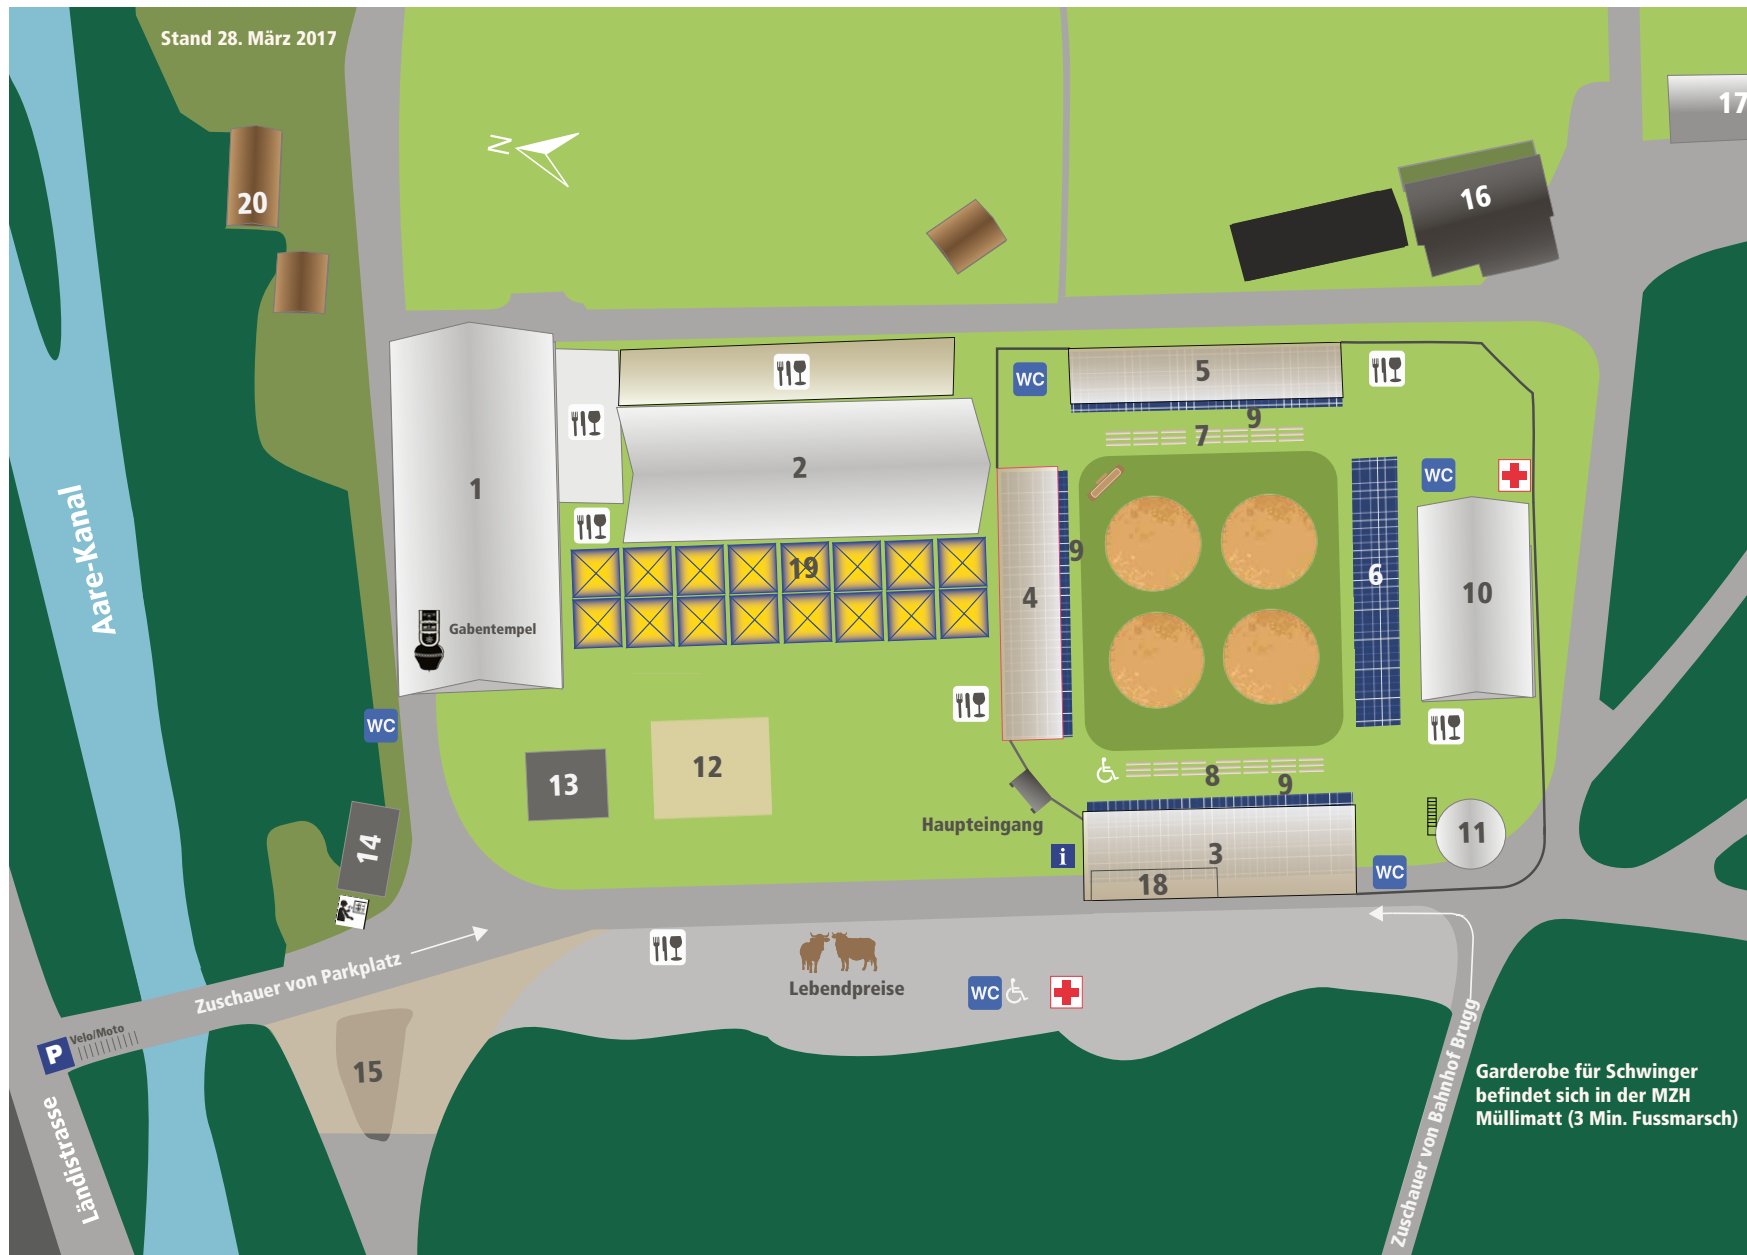 Stand 28. März 2017
17
16
20
N
5
WC
9
7
1
2
WC
Aare-Kanal
9
19
6
4
10
Gabentempel
WC
12
8
13
9
Haupteingang
11
14
i
3
WC
18
Zuschauer von Parkplatz
Lebendpreise
WC
Velo/Moto
P
15
Zuschauer von Bahnhof Brugg
Garderobe für Schwinger
befindet sich in der MZH
Müllimatt (3 Min. Fussmarsch)
Ländistrasse